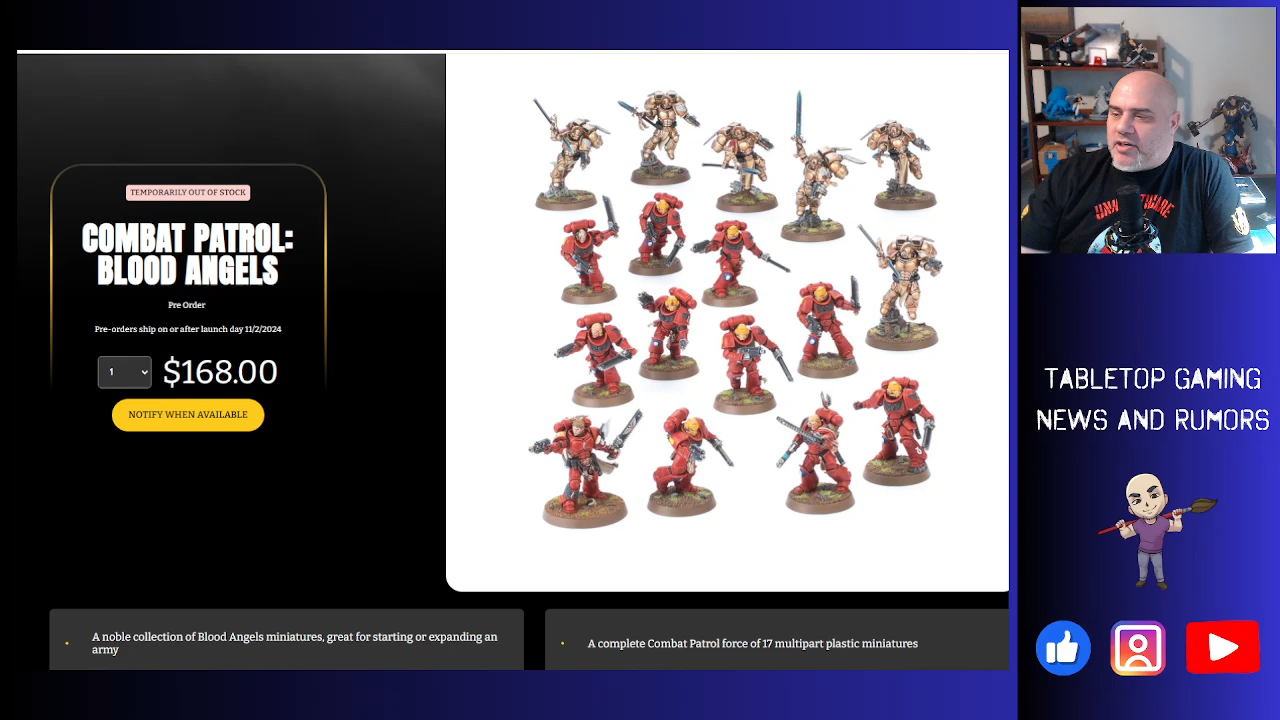 TEMPORARILY OUT OF STOCK
COMBAT PATROL:
BLOOD ANGELS
Pre Order
Pre-orders ship on or after launch day 11/2/2024
1
$168.00
NOTIFY WHEN AVAILABLE
A noble collection of Blood Angels miniatures, great for starting or expanding an
army
A complete Combat Patrol force of 17 multipart plastic miniatures
TABLETOP GAMING
NEWS AND RUMORS